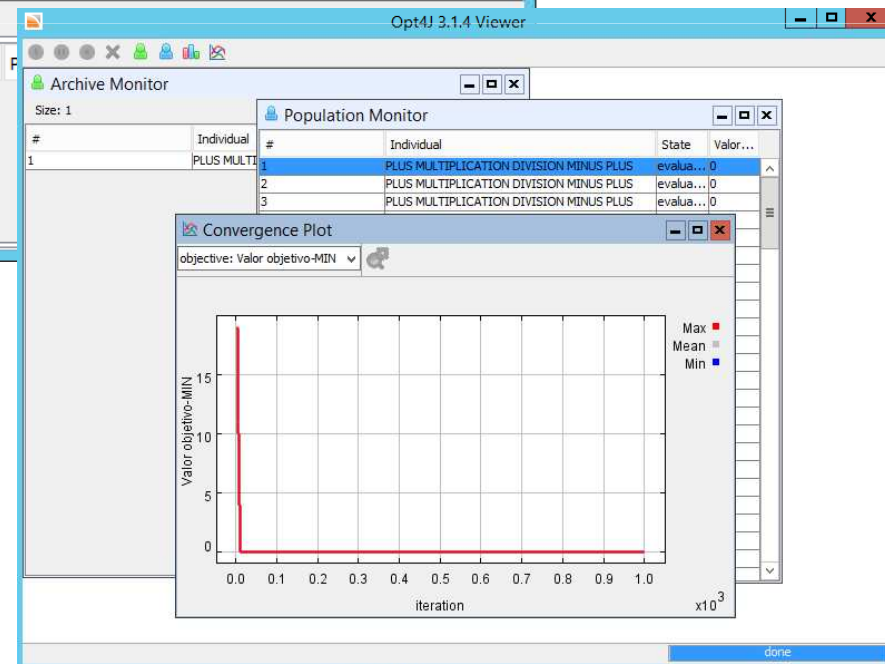 Opt4J 3.1.4 Viewer
Archive Monitor
Size: 1
# Individual
1 PLUS MULTI
Population Monitor
# Individual State Valor...
1 PLUS MULTIPLICATION DIVISION MINUS PLUS evalua... 0
2 PLUS MULTIPLICATION DIVISION MINUS PLUS evalua... 0
3 PLUS MULTIPLICATION DIVISION MINUS PLUS evalua... 0
Convergence Plot
objective: Valor objetivo-MIN
Max
Mean
Min
Valor objetivo-MIN
15
10
5
0
0.0 0.1 0.2 0.3 0.4 0.5 0.6 0.7 0.8 0.9 1.0
iteration
x10^3
done